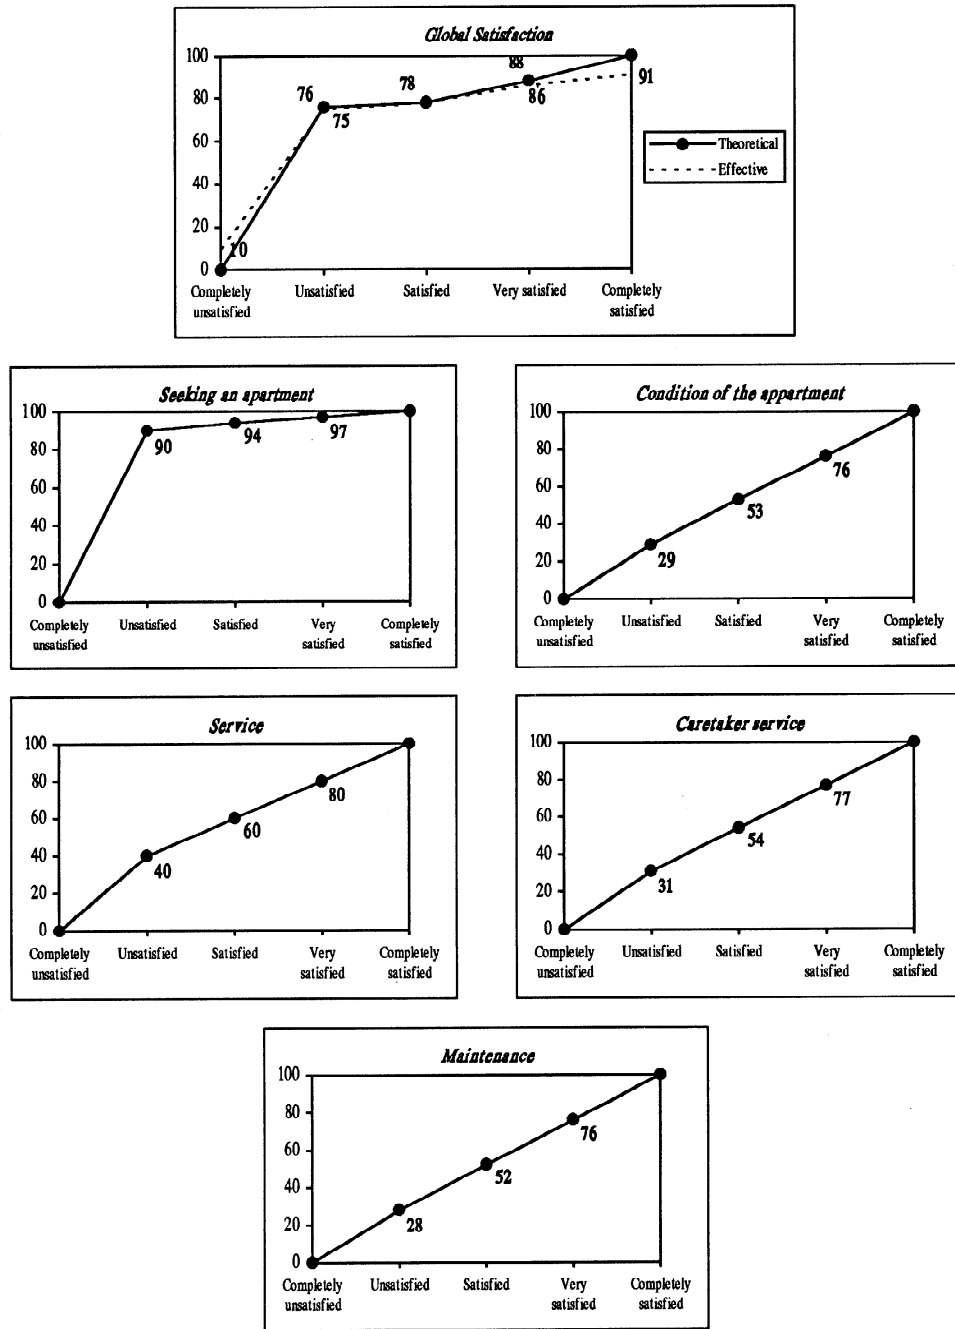 Global Satisfaction
100
80
60
40
20
0
76
75
78
88
86
91
10
Theoretical
Effective
Completely unsatisfied
Unsatisfied
Satisfied
Very satisfied
Completely satisfied
Seeking an apartment
100
80
60
40
20
0
90
94
97
Completely unsatisfied
Unsatisfied
Satisfied
Very satisfied
Completely satisfied
Condition of the appartment
100
80
60
40
20
0
29
53
76
Completely unsatisfied
Unsatisfied
Satisfied
Very satisfied
Completely satisfied
Service
100
80
60
40
20
0
40
60
80
Completely unsatisfied
Unsatisfied
Satisfied
Very satisfied
Completely satisfied
Caretaker service
100
80
60
40
20
0
31
54
77
Completely unsatisfied
Unsatisfied
Satisfied
Very satisfied
Completely satisfied
Maintenance
100
80
60
40
20
0
28
52
76
Completely unsatisfied
Unsatisfied
Satisfied
Very satisfied
Completely satisfied